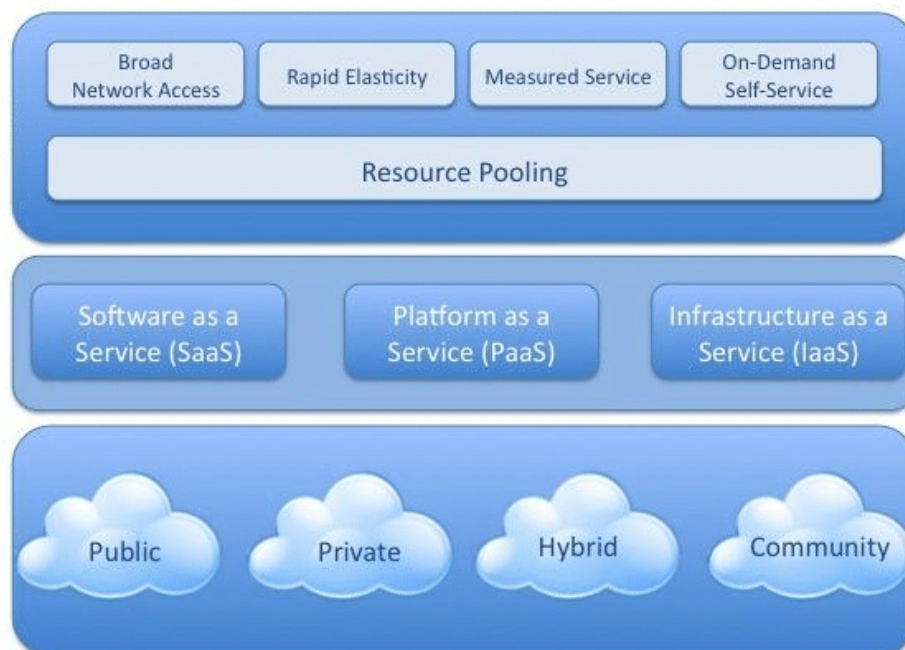 Broad
Network Access
Rapid Elasticity
Measured Service
On-Demand
Self-Service
Resource Pooling
Software as a
Service (SaaS)
Platform as a
Service (PaaS)
Infrastructure as a
Service (IaaS)
Public
Private
Hybrid
Community